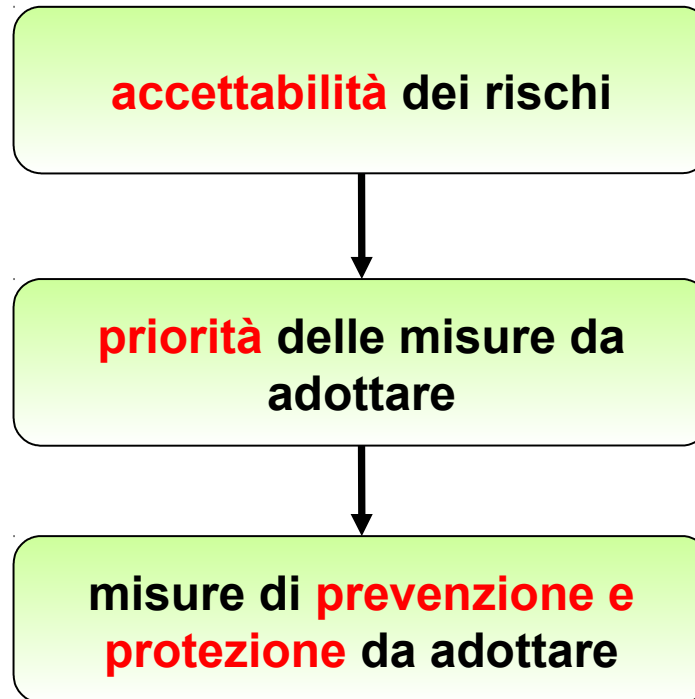 accettabilità dei rischi
priorità delle misure da
adottare
misure di prevenzione e
protezione da adottare